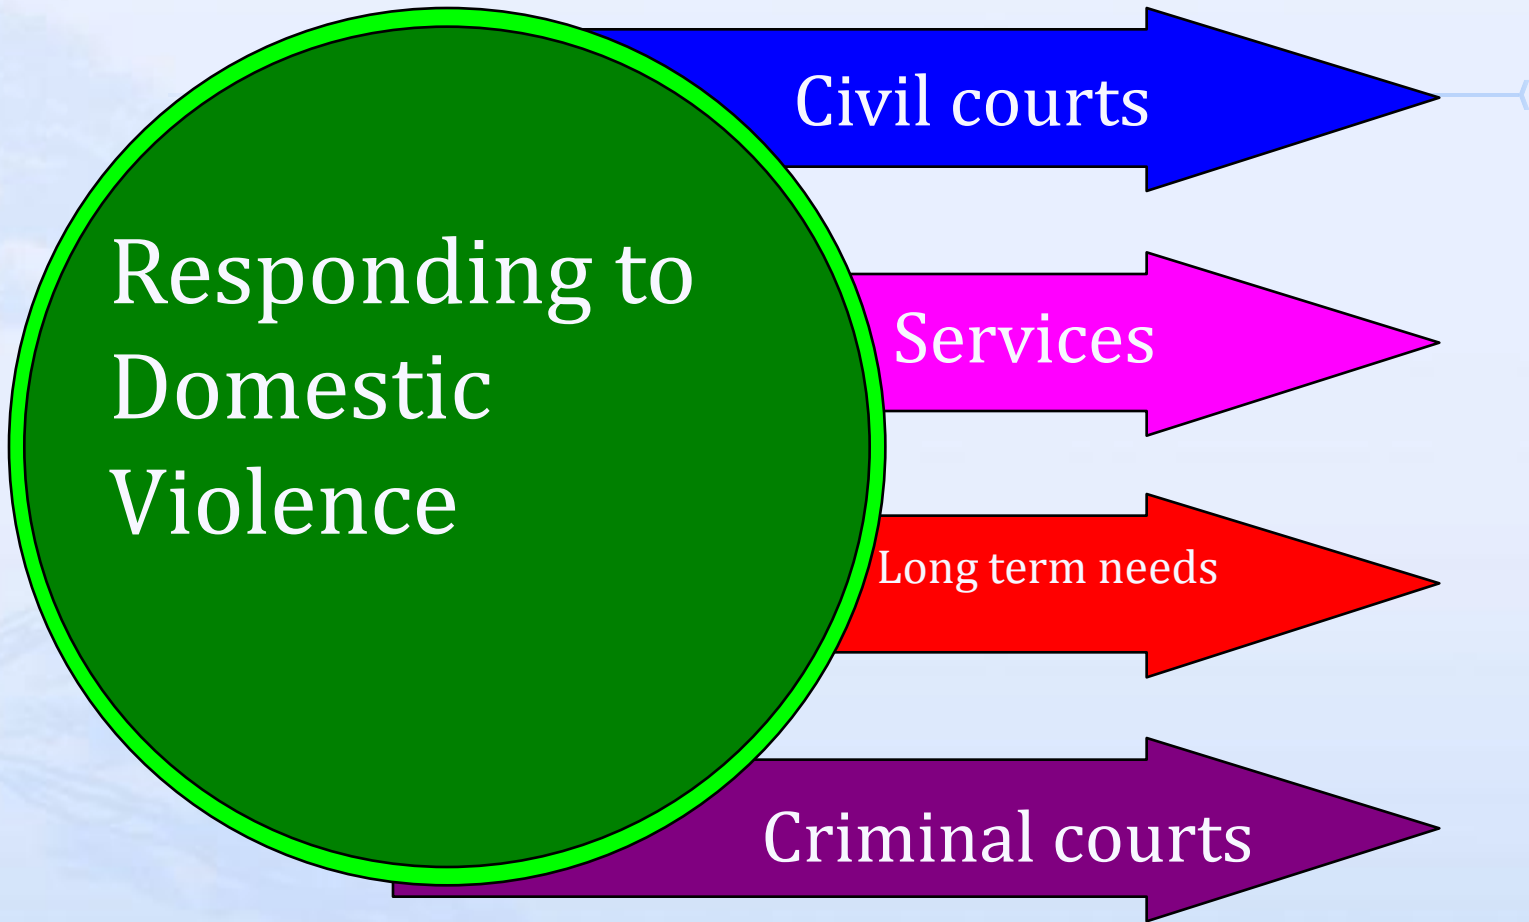 Responding to
Domestic
Violence
Civil courts
Services
Long term needs
Criminal courts